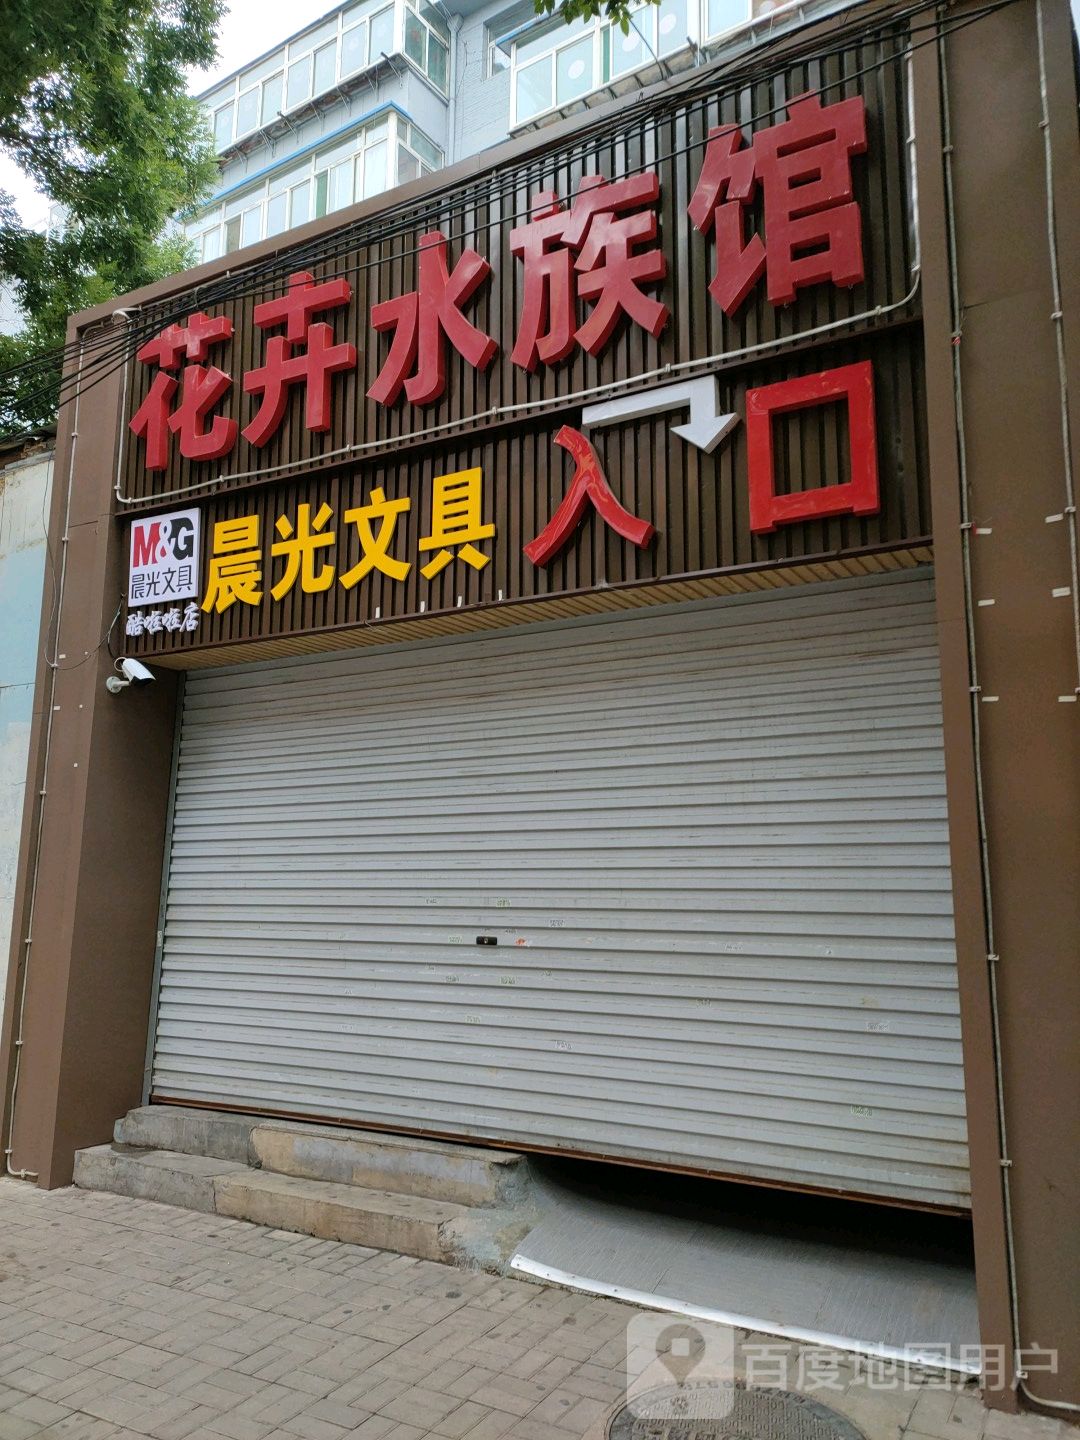 花卉水族馆
入口
M&G
晨光文具
晨光文具
酷啦啦店
百度地图用户